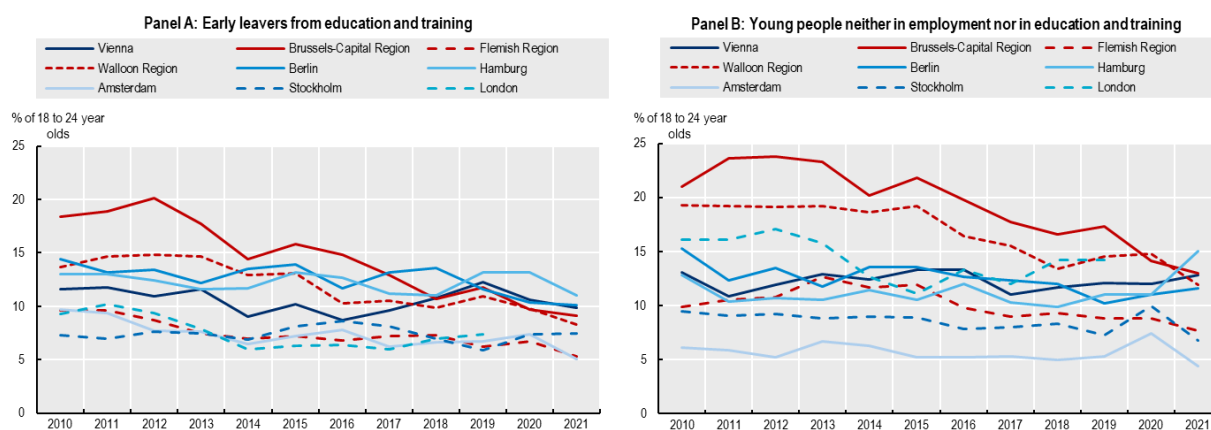 Panel A: Early leavers from education and training
Vienna Brussels-Capital Region Flemish Region
Walloon Region Berlin Hamburg
Amsterdam Stockholm London
% of 18 to 24 year
olds
25
20
15
10
5
0
2010 2011 2012 2013 2014 2015 2016 2017 2018 2019 2020 2021
Panel B: Young people neither in employment nor in education and training
Vienna Brussels-Capital Region Flemish Region
Walloon Region Berlin Hamburg
Amsterdam Stockholm London
% of 18 to 24 year
olds
25
20
15
10
5
0
2010 2011 2012 2013 2014 2015 2016 2017 2018 2019 2020 2021